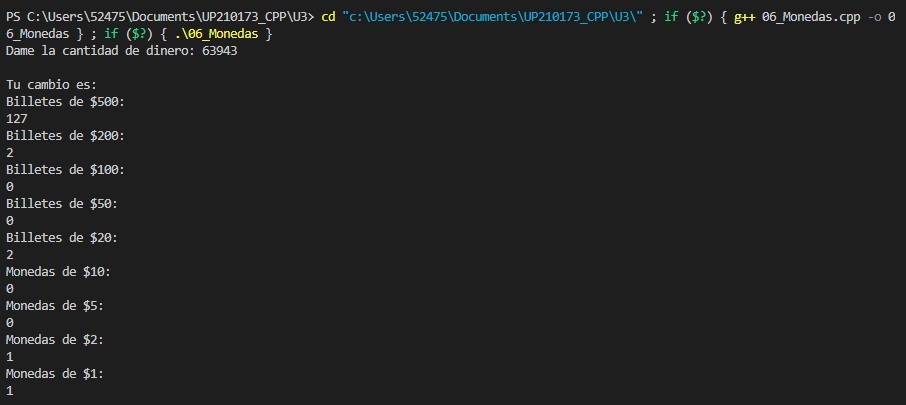 PS C:\Users\52475\Documents\UP210173_CPP\U3> cd "c:\Users\52475\Documents\UP210173_CPP\U3\" ; if ($?) { g++ 06_Monedas.cpp -o 0
6_Monedas } ; if ($?) { .\06_Monedas }
Dame la cantidad de dinero: 63943

Tu cambio es:
Billetes de $500:
127
Billetes de $200:
2
Billetes de $100:
0
Billetes de $50:
0
Billetes de $20:
2
Monedas de $10:
0
Monedas de $5:
0
Monedas de $2:
1
Monedas de $1:
1